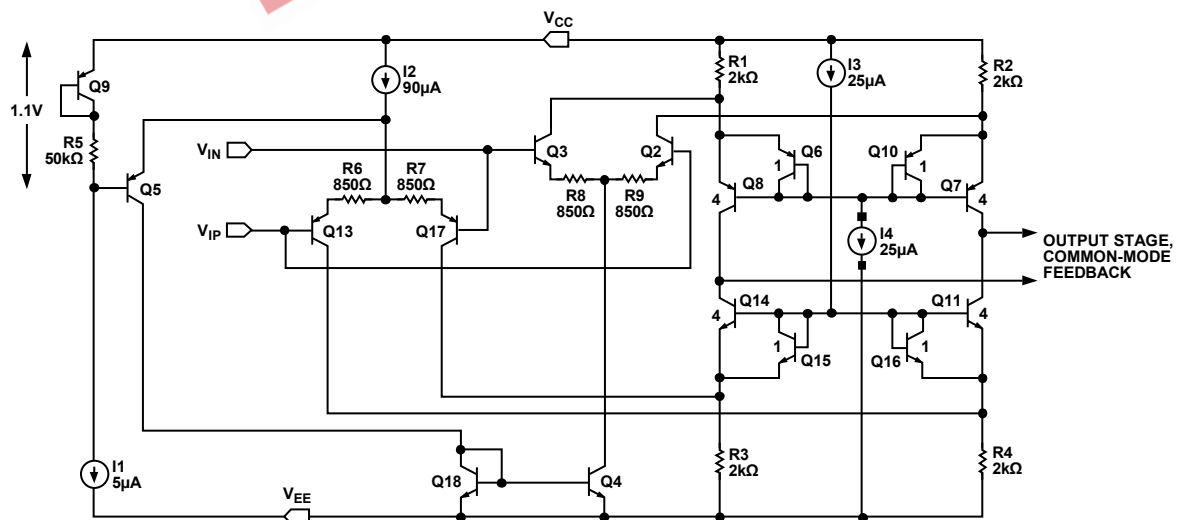 VCC
I2
90µA
R1
2kΩ
I3
25µA
R2
2kΩ
Q9
1.1V
R5
50kΩ
VIN
Q3
Q2
Q6
1
Q10
1
R6
850Ω
R7
850Ω
R8
850Ω
R9
850Ω
Q5
Q8
4
Q7
4
VIP
Q13
Q17
I4
25µA
OUTPUT STAGE,
COMMON-MODE
FEEDBACK
Q14
4
Q11
4
1
Q15
Q16
1
R3
2kΩ
R4
2kΩ
I1
5µA
Q18
Q4
VEE